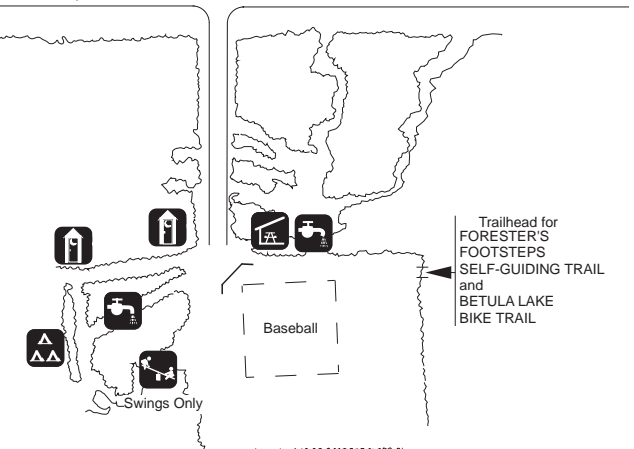 Trailhead for
FORESTER'S
FOOTSTEPS
SELF-GUIDING TRAIL
and
BETULA LAKE
BIKE TRAIL
Baseball
Swings Only